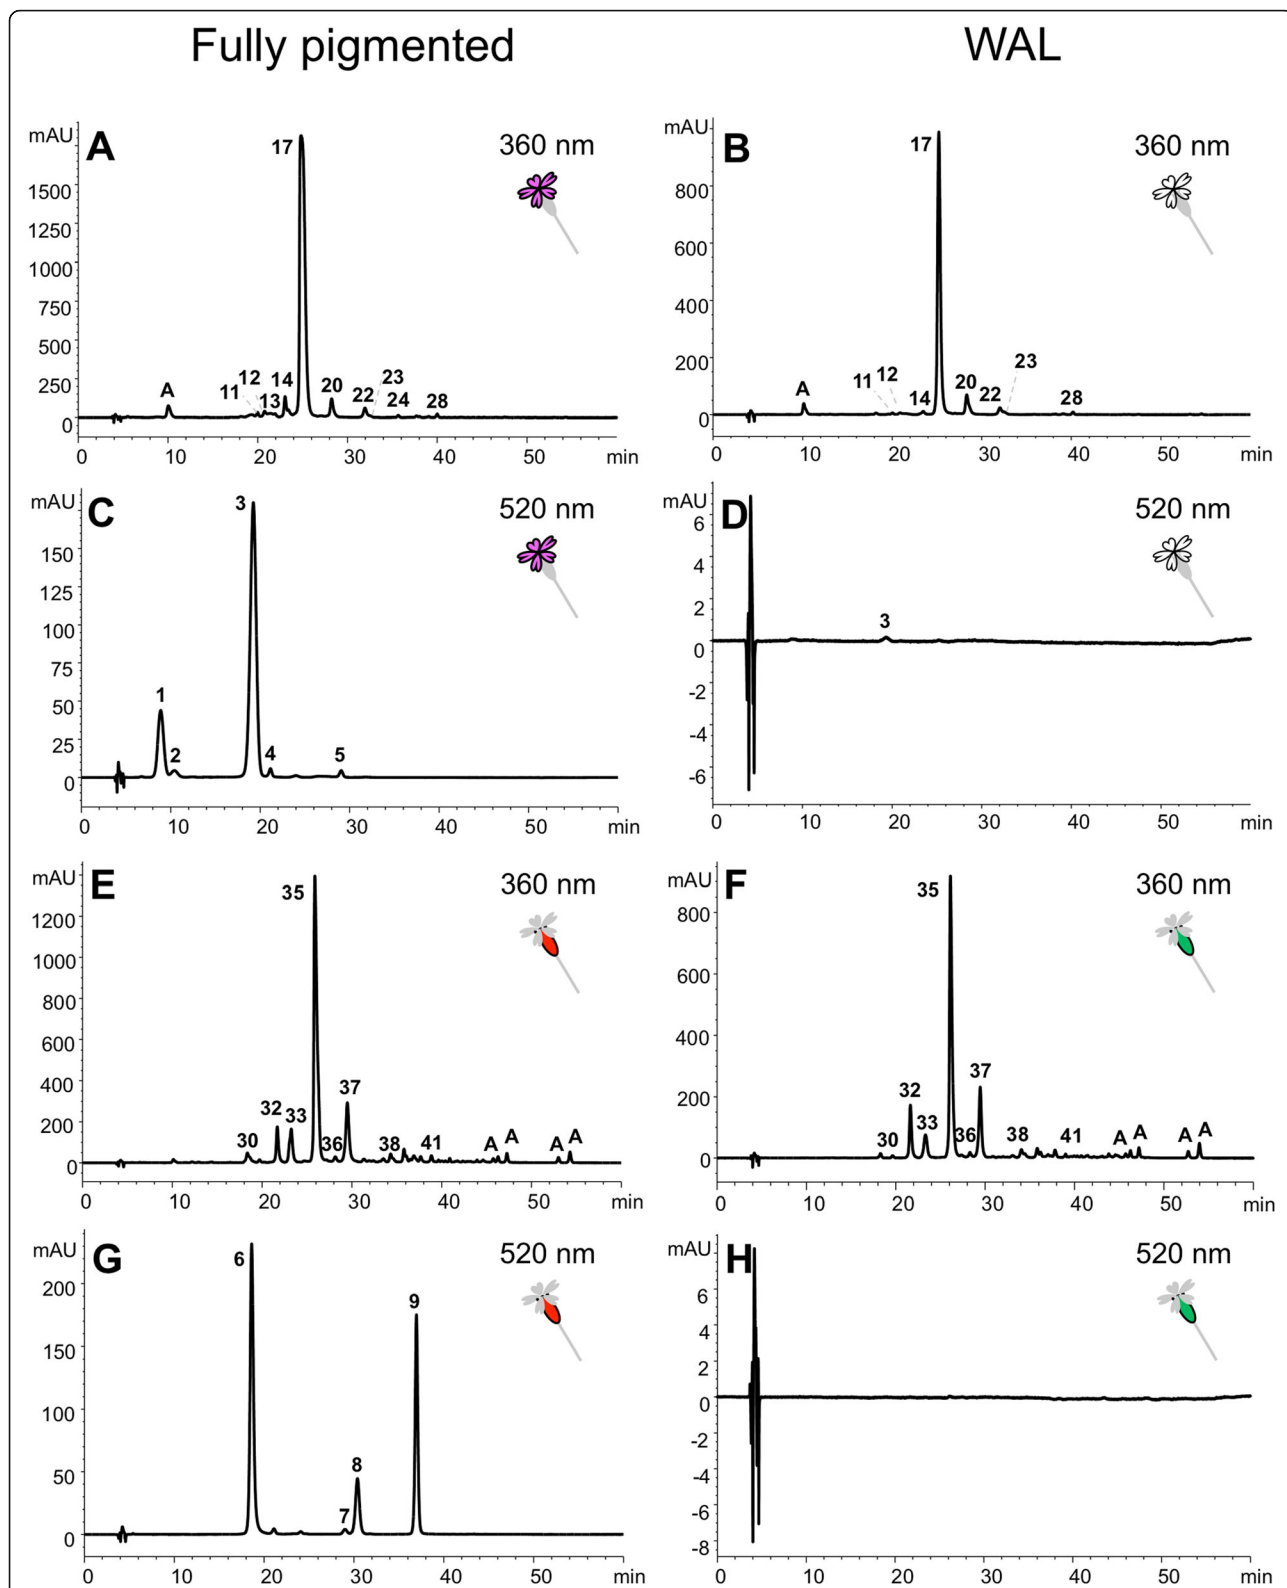 Fully pigmented
WAL
mAU
A
17
360 nm
1500
1250
1000
750
500
250
0
A
11
12
13
14
20
22
23
24
28
0 10 20 30 40 50 min
mAU
B
17
360 nm
800
600
400
200
0
A
11
12
14
20
22
23
28
0 10 20 30 40 50 min
mAU
C
3
520 nm
150
125
100
75
50
25
0
1
2
4
5
0 10 20 30 40 50 min
mAU
D
520 nm
6
4
2
0
-2
-4
-6
3
0 10 20 30 40 50 min
mAU
E
35
360 nm
1200
1000
800
600
400
200
0
30
32
33
36
37
38
41
A
A
A
A
0 10 20 30 40 50 min
mAU
F
35
360 nm
800
600
400
200
0
30
32
33
36
37
38
41
A
A
A
A
0 10 20 30 40 50 min
mAU
G
6
520 nm
200
150
100
50
0
7
8
9
0 10 20 30 40 50 min
mAU
H
520 nm
6
4
2
0
-2
-4
-6
-8
0 10 20 30 40 50 min